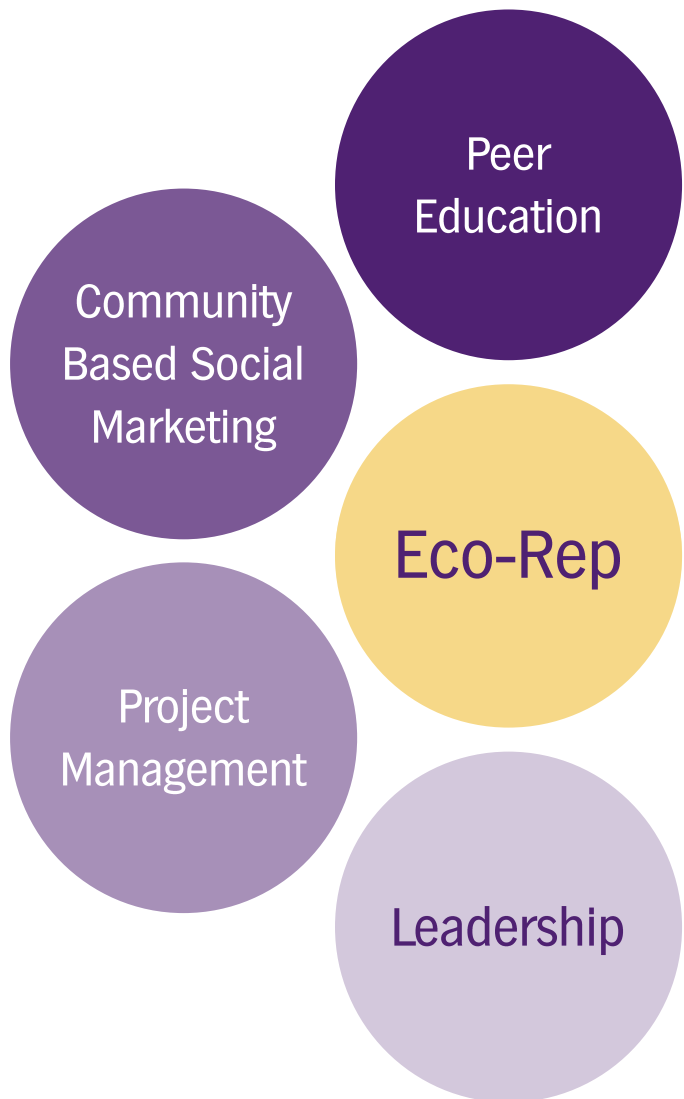 Peer
Education
Community
Based Social
Marketing
Eco-Rep
Project
Management
Leadership